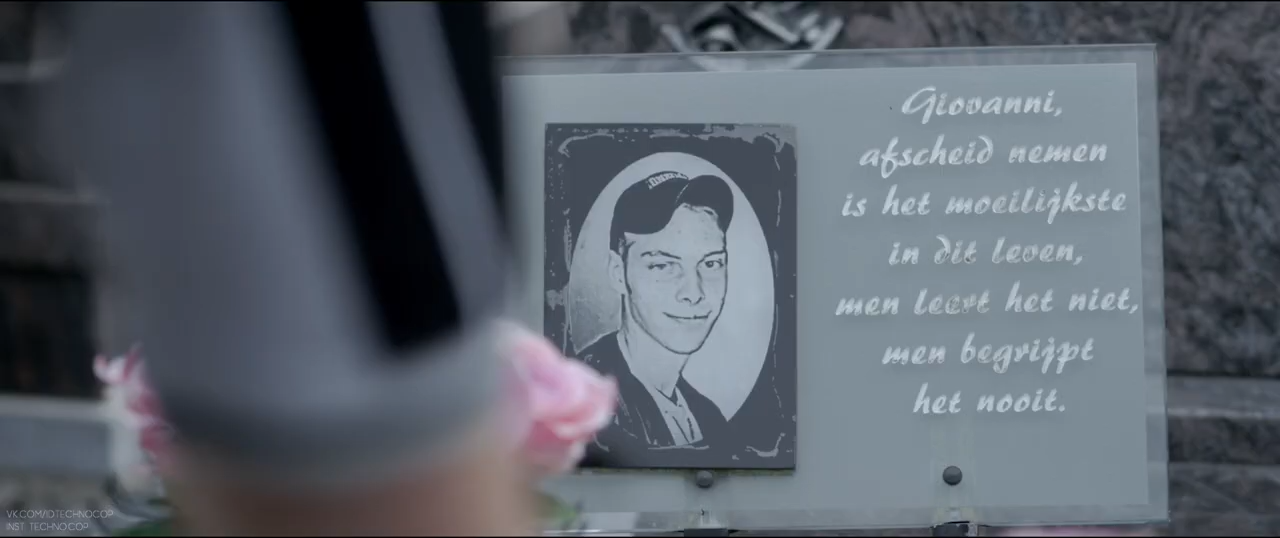 Giovanni,
afscheid nemen
is het moeilijkste
in dit leven,
men leert het niet,
men begrijpt
het nooit.
VK.COM/IDTECHNOCOP
INST: TECHNOCOP